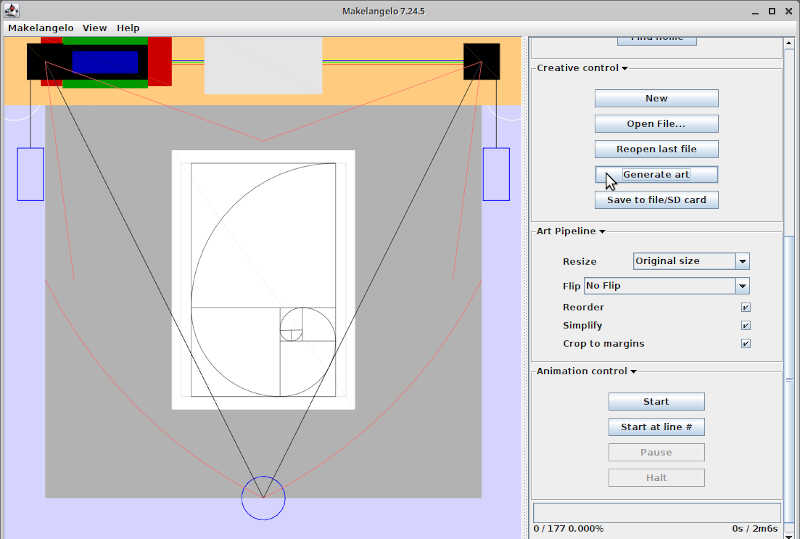 Makelangelo 7.24.5
Makelangelo View Help
Find home
Creative control
New
Open File...
Reopen last file
Generate art
Save to file/SD card
Art Pipeline
Resize Original size
Flip No Flip
Reorder
Simplify
Crop to margins
Animation control
Start
Start at line #
Pause
Halt
0 / 177 0.000% 0s / 2m6s